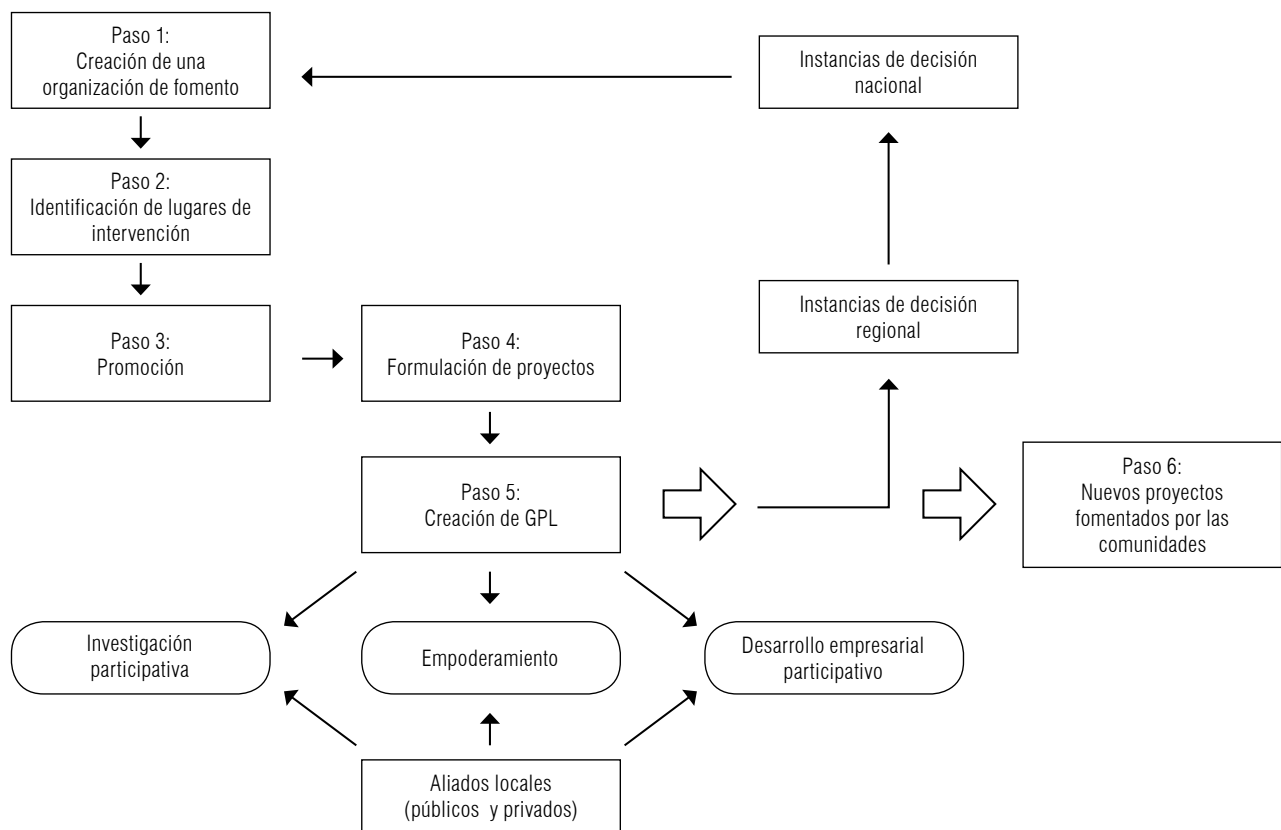 Paso 1:
Creación de una
organización de fomento
Instancias de decisión
nacional
Paso 2:
Identificación de lugares de
intervención
Paso 3:
Promoción
Paso 4:
Formulación de proyectos
Instancias de decisión
regional
Paso 5:
Creación de GPL
Paso 6:
Nuevos proyectos
fomentados por las
comunidades
Investigación
participativa
Empoderamiento
Desarrollo empresarial
participativo
Aliados locales
(públicos y privados)